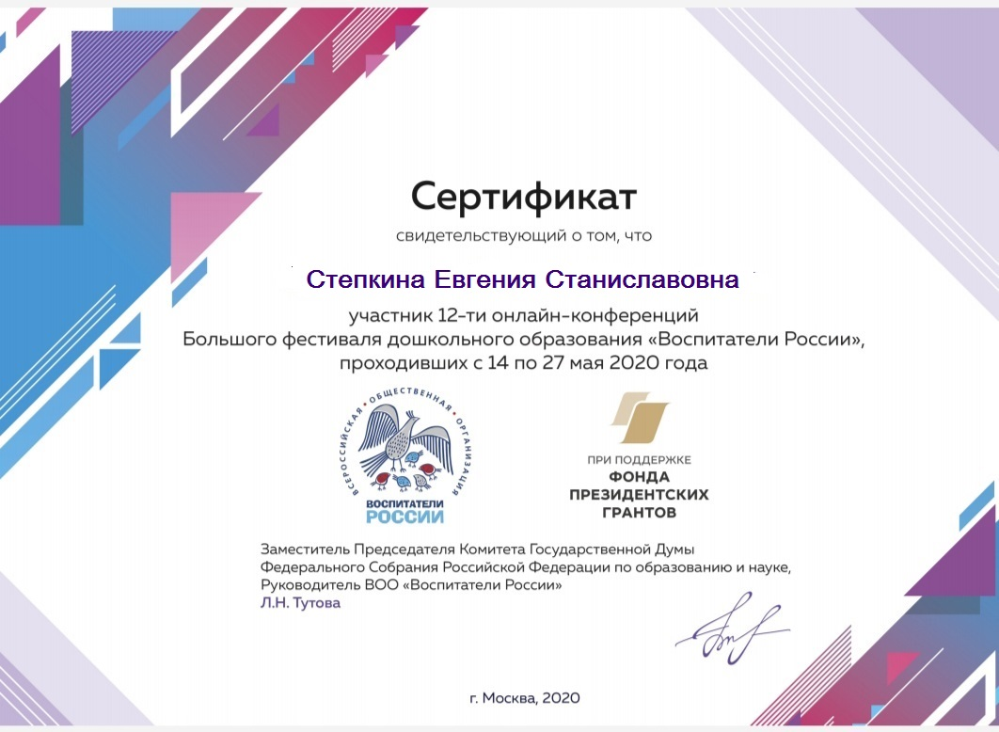 Сертификат
свидетельствующий о том, что
Степкина Евгения Станиславовна
участник 12-ти онлайн-конференций
Большого фестиваля дошкольного образования «Воспитатели России»,
проходивших с 14 по 27 мая 2020 года
ВСЕРОССИЙСКАЯ • ОБЩЕСТВЕННАЯ • ОРГАНИЗАЦИЯ
ВОСПИТАТЕЛИ
РОССИИ
ПРИ ПОДДЕРЖКЕ
ФОНДА
ПРЕЗИДЕНТСКИХ
ГРАНТОВ
Заместитель Председателя Комитета Государственной Думы
Федерального Собрания Российской Федерации по образованию и науке,
Руководитель ВОО «Воспитатели России»
Л.Н. Тутова
г. Москва, 2020